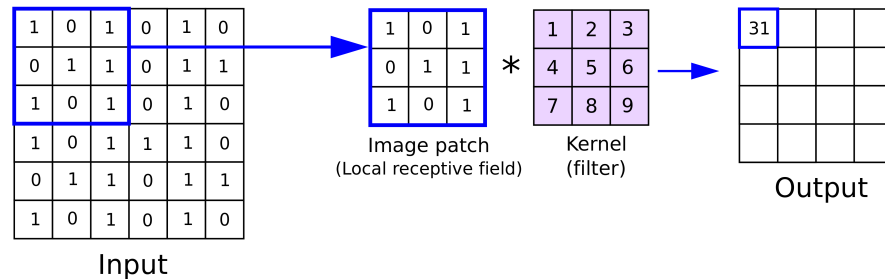 1 0 1 0 1 0
0 1 1 0 1 1
1 0 1 0 1 0
1 0 1 1 1 0
0 1 1 0 1 1
1 0 1 0 1 0
Input
1 0 1
0 1 1
1 0 1
Image patch
(Local receptive field)
*
1 2 3
4 5 6
7 8 9
Kernel
(filter)
31
Output